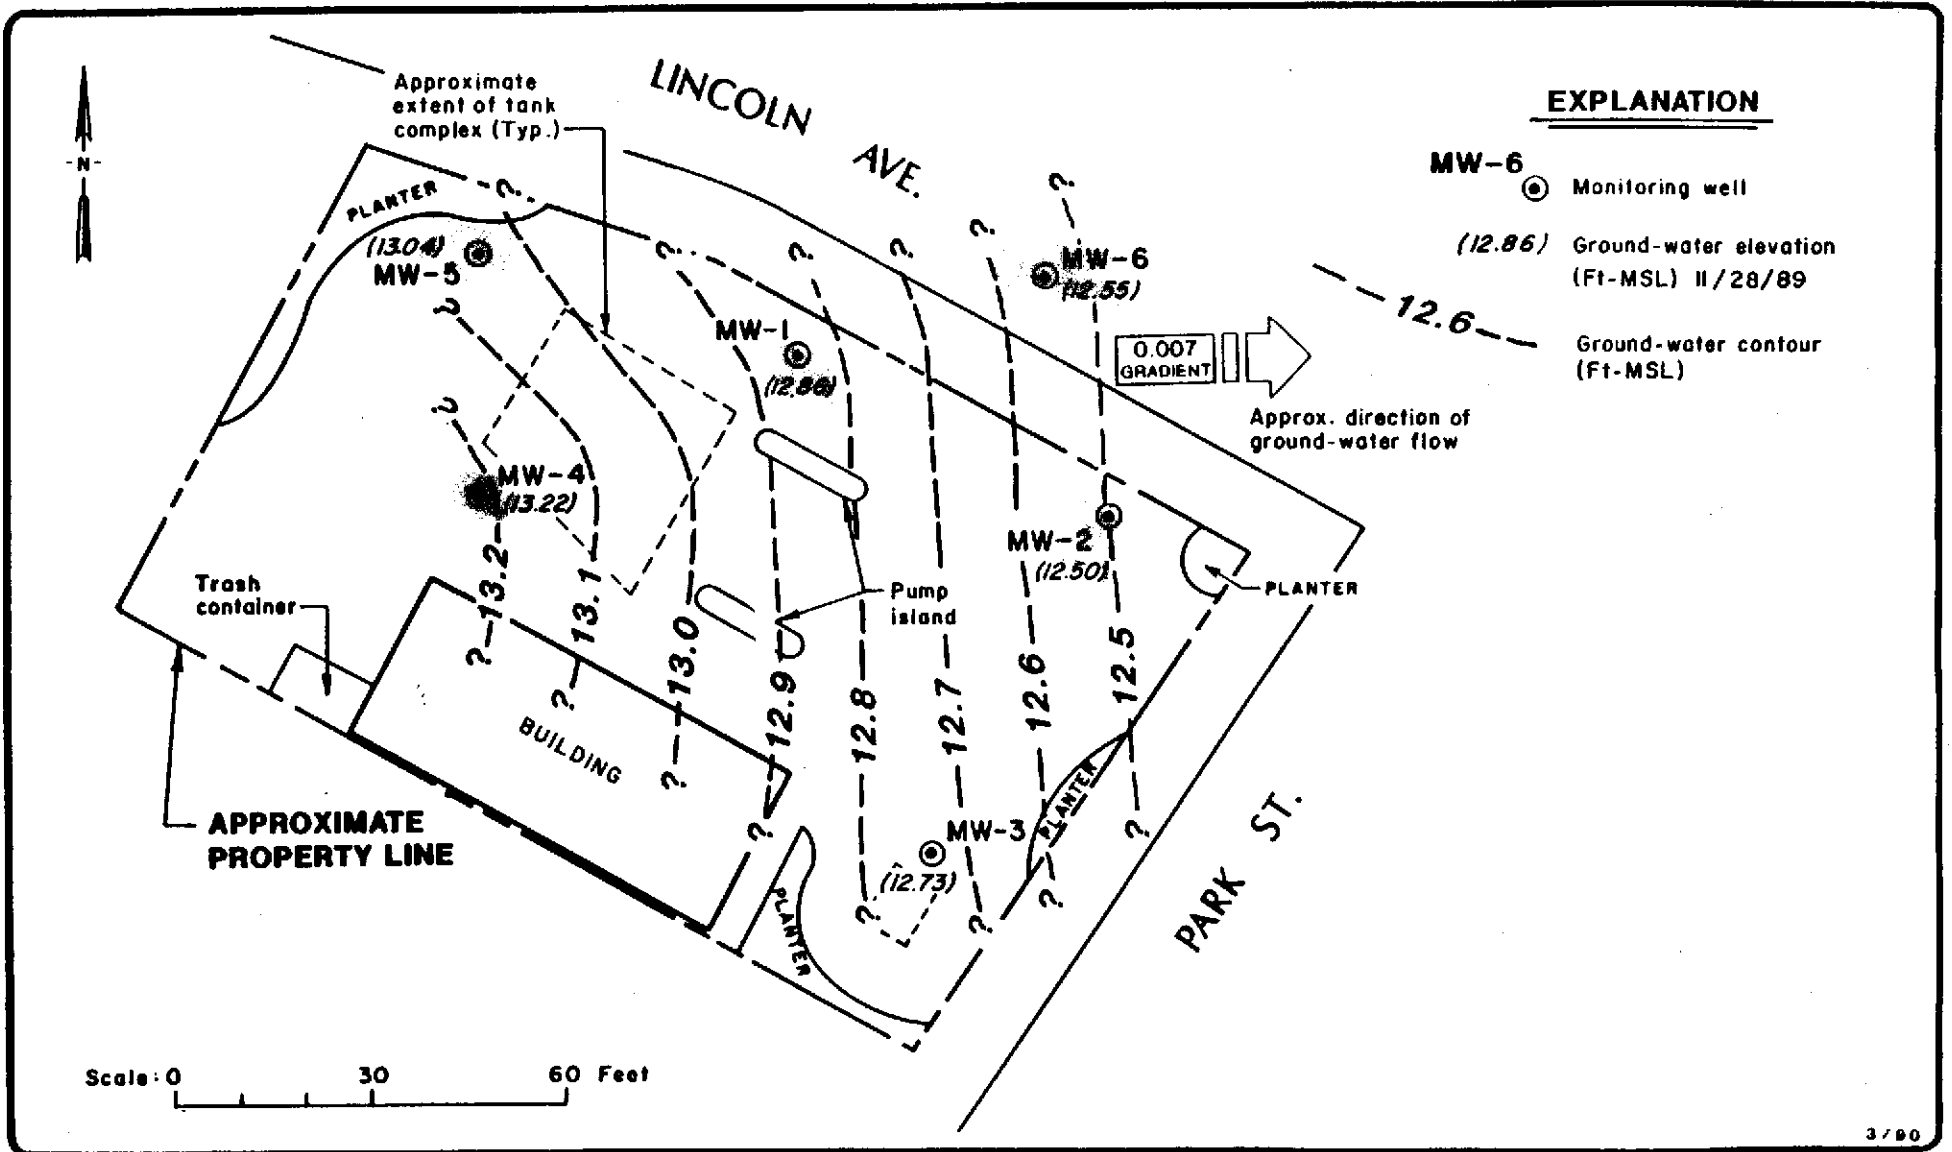 LINCOLN AVE.
Approximate
extent of tank
complex (Typ.)
-N-
EXPLANATION
MW-6
Monitoring well
(12.86) Ground-water elevation
(Ft-MSL) 11/28/89
12.6
Ground-water contour
(Ft-MSL)
PLANTER
?
?
?
?
?
?
(13.04)
MW-5
MW-6
(12.55)
MW-1
(12.86)
0.007
GRADIENT
Approx. direction of
ground-water flow
?
?
MW-4
(13.22)
MW-2
(12.50)
PLANTER
Trash
container
Pump
island
13.2
13.1
13.0
12.9
12.8
12.7
12.6
12.5
?
?
?
?
?
?
?
?
BUILDING
PLANTER
MW-3
(12.73)
PLANTER
APPROXIMATE
PROPERTY LINE
PARK ST.
Scale: 0 30 60 Feet
3/90